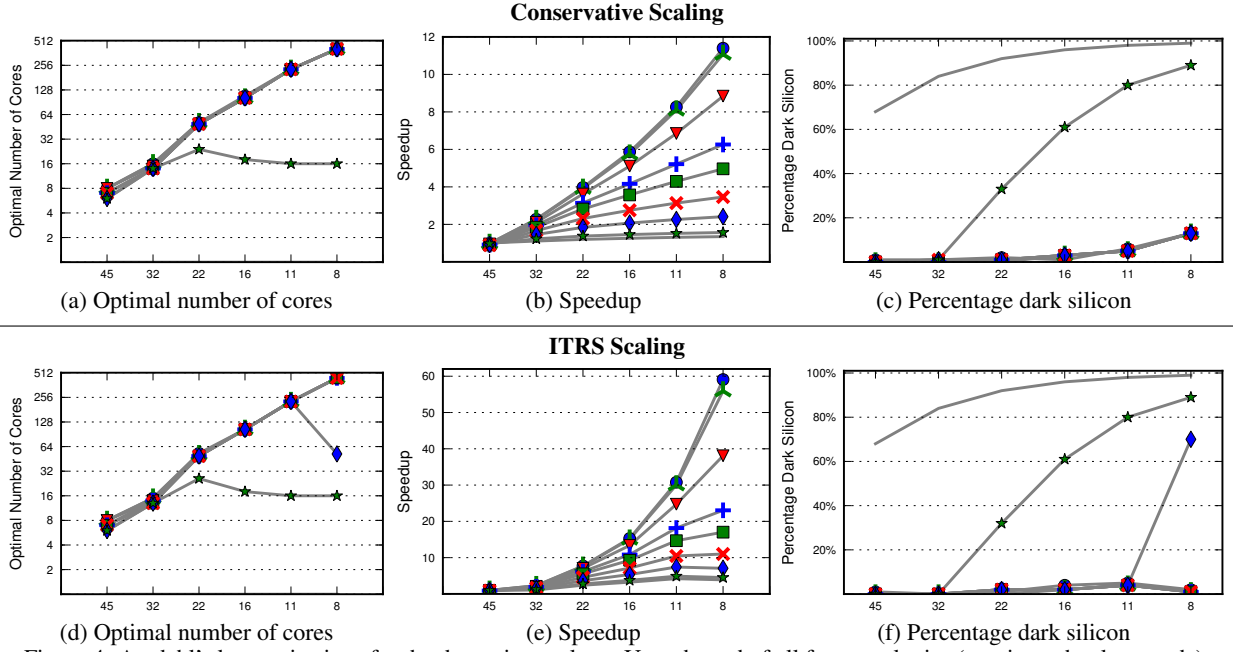 Conservative Scaling
Optimal Number of Cores
512
256
128
64
32
16
8
4
2
45 32 22 16 11 8
(a) Optimal number of cores
Speedup
12
10
8
6
4
2
45 32 22 16 11 8
(b) Speedup
Percentage Dark Silicon
100%
80%
60%
40%
20%
45 32 22 16 11 8
(c) Percentage dark silicon
ITRS Scaling
Optimal Number of Cores
512
256
128
64
32
16
8
4
2
45 32 22 16 11 8
(d) Optimal number of cores
Speedup
60
50
40
30
20
10
45 32 22 16 11 8
(e) Speedup
Percentage Dark Silicon
100%
80%
60%
40%
20%
45 32 22 16 11 8
(f) Percentage dark silicon